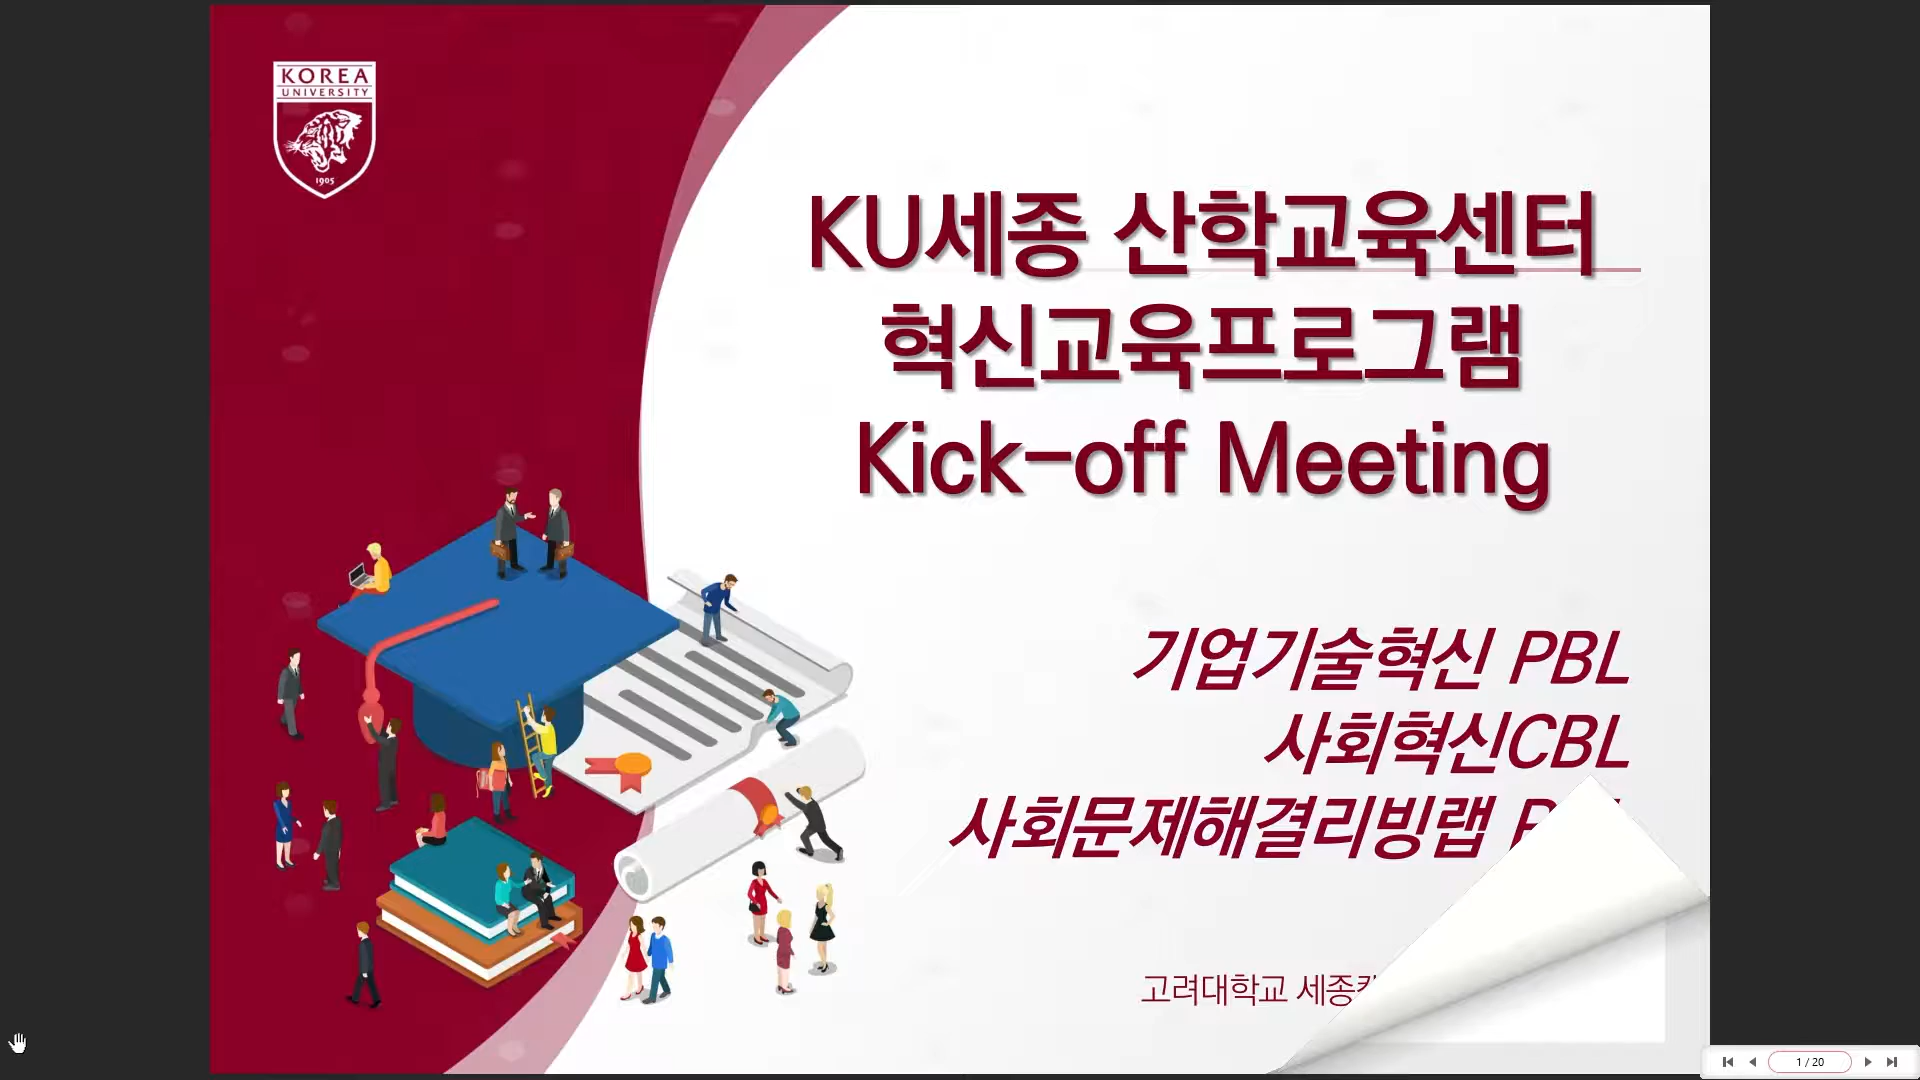 KOREA
UNIVERSITY
1905
KU세종 산학교육센터
혁신교육프로그램
Kick-off Meeting
기업기술혁신 PBL
사회혁신CBL
사회문제해결리빙랩
고려대학교
1 / 20